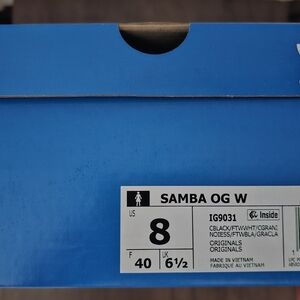 SAMBA OG W
US
8
F
40
UK
6½
IG9031
Inside
CBLACK/FTWWHT/CGRANI
NOIESS/FTWBLA/GRACLA
ORIGINALS
ORIGINALS
MADE IN VIETNAM
FABRIQUÉ AU VIETNAM